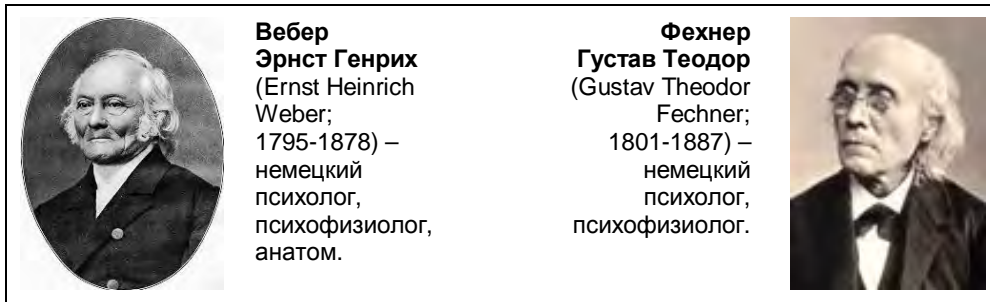 Вебер
Эрнст Генрих
(Ernst Heinrich
Weber;
1795-1878) –
немецкий
психолог,
психофизиолог,
анатом.
Фехнер
Густав Теодор
(Gustav Theodor
Fechner;
1801-1887) –
немецкий
психолог,
психофизиолог.